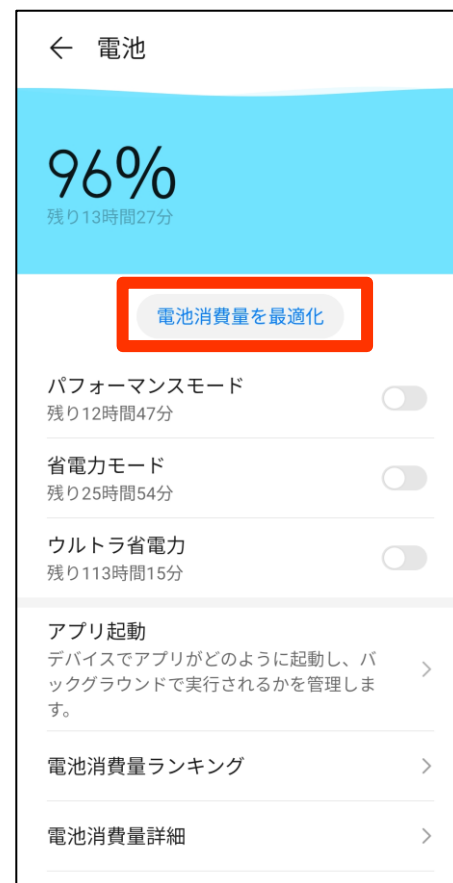 ← 電池
96%
残り13時間27分
電池消費量を最適化
パフォーマンスモード
残り12時間47分
省電力モード
残り25時間54分
ウルトラ省電力
残り113時間15分
アプリ起動
デバイスでアプリがどのように起動し、バ
ックグラウンドで実行されるかを管理しま
す。
電池消費量ランキング
電池消費量詳細